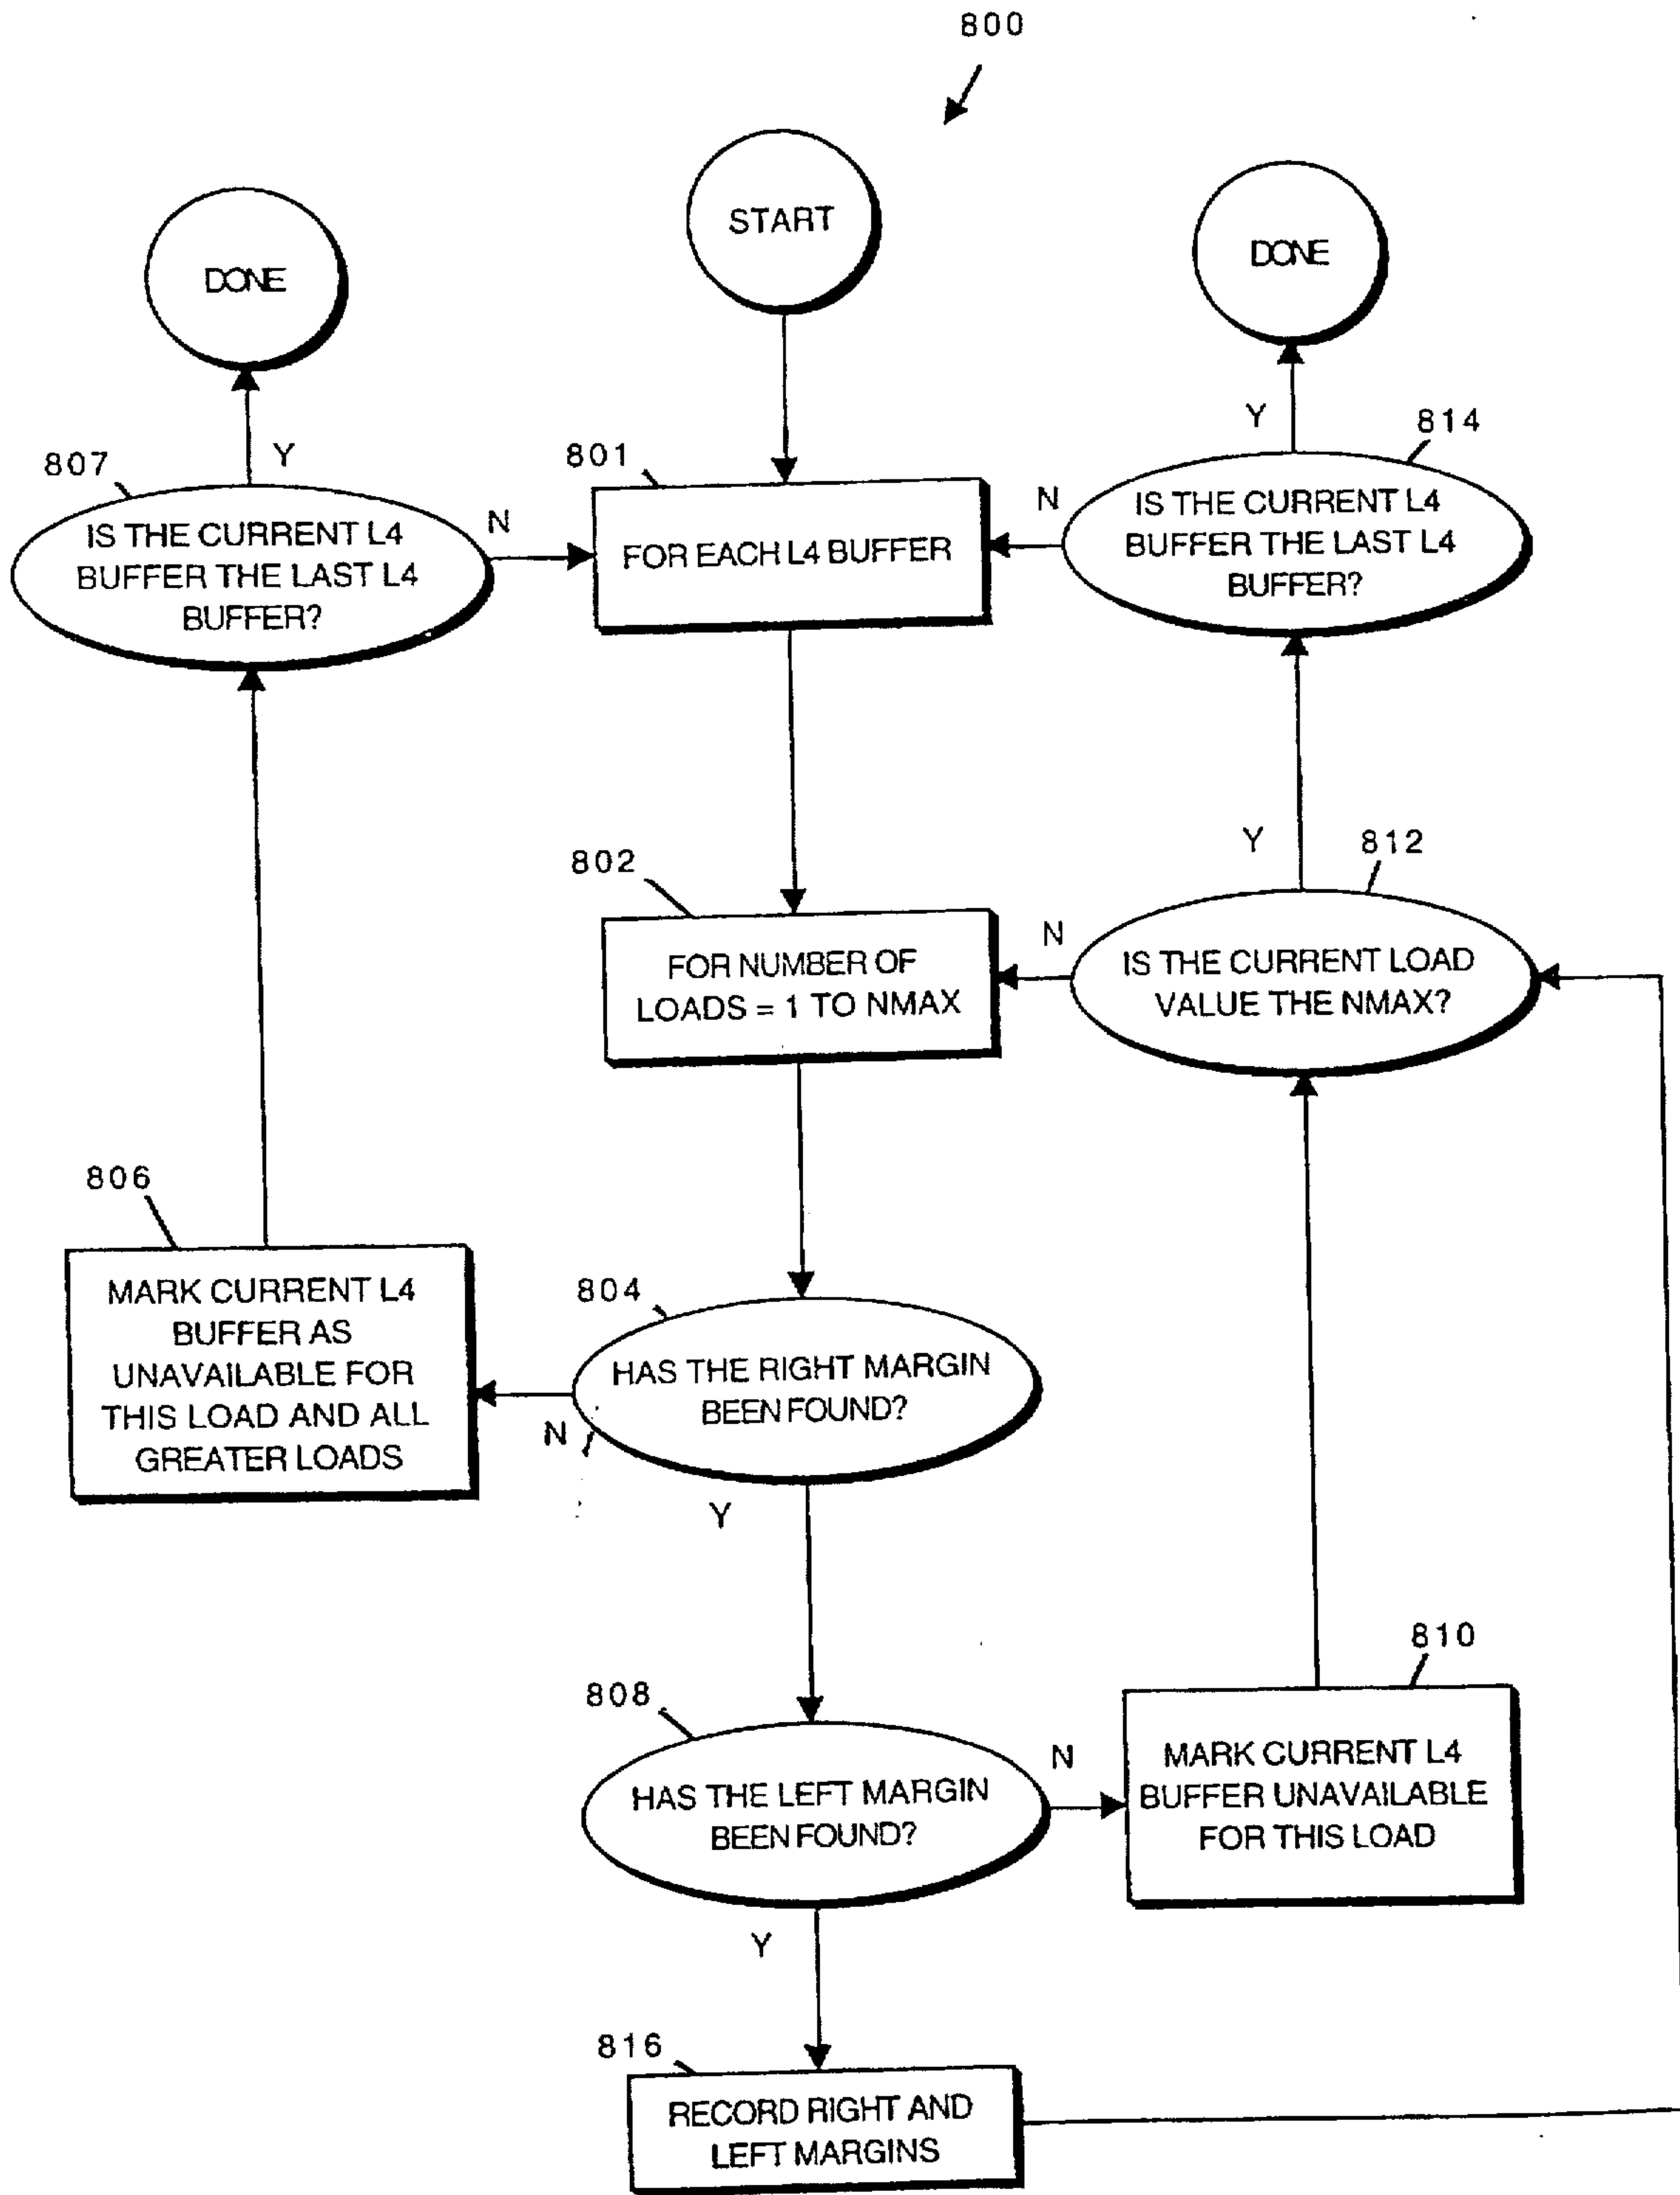 800
START
DONE
DONE
Y
Y
807
801
814
IS THE CURRENT L4
BUFFER THE LAST L4
BUFFER?
N
FOR EACH L4 BUFFER
N
IS THE CURRENT L4
BUFFER THE LAST L4
BUFFER?
Y
802
812
FOR NUMBER OF
LOADS = 1 TO NMAX
N
IS THE CURRENT LOAD
VALUE THE NMAX?
806
804
MARK CURRENT L4
BUFFER AS
UNAVAILABLE FOR
THIS LOAD AND ALL
GREATER LOADS
N
HAS THE RIGHT MARGIN
BEEN FOUND?
Y
808
810
HAS THE LEFT MARGIN
BEEN FOUND?
N
MARK CURRENT L4
BUFFER UNAVAILABLE
FOR THIS LOAD
Y
816
RECORD RIGHT AND
LEFT MARGINS